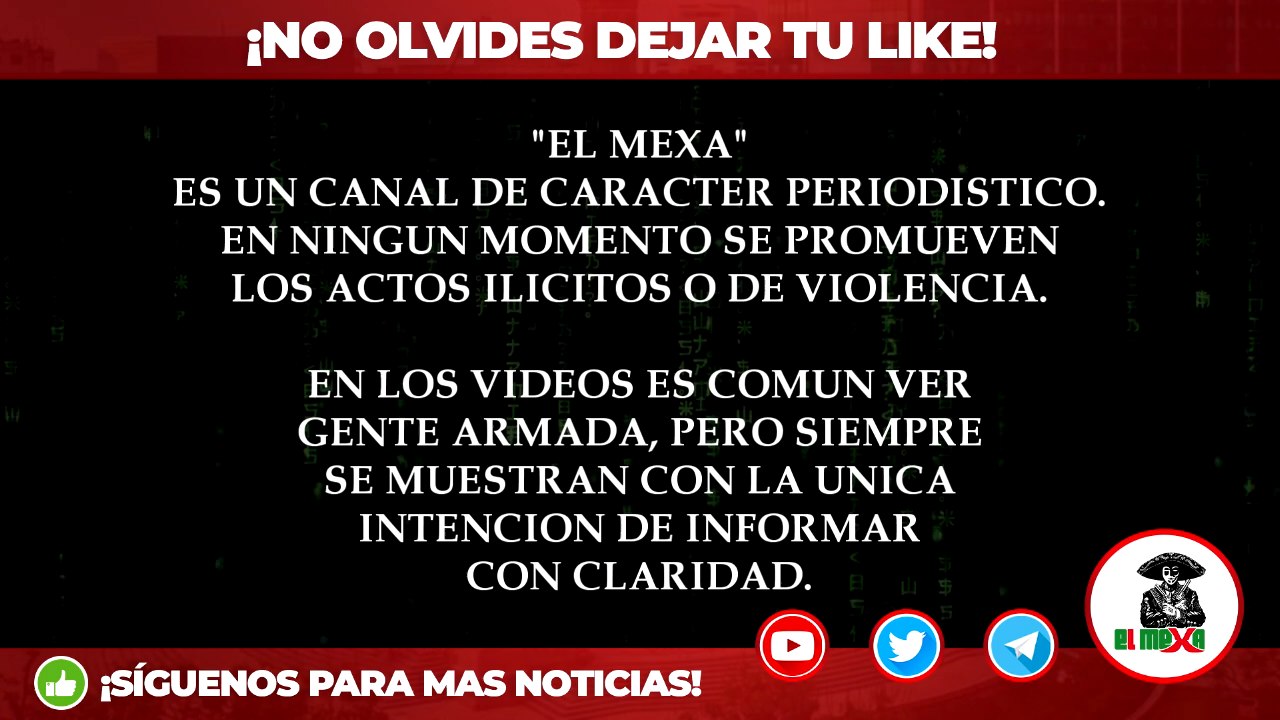 ¡NO OLVIDES DEJAR TU LIKE!
"EL MEXA"
ES UN CANAL DE CARACTER PERIODISTICO.
EN NINGUN MOMENTO SE PROMUEVEN
LOS ACTOS ILICITOS O DE VIOLENCIA.
EN LOS VIDEOS ES COMUN VER
GENTE ARMADA, PERO SIEMPRE
SE MUESTRAN CON LA UNICA
INTENCION DE INFORMAR
CON CLARIDAD.
EL MEXA
¡SÍGUENOS PARA MAS NOTICIAS!